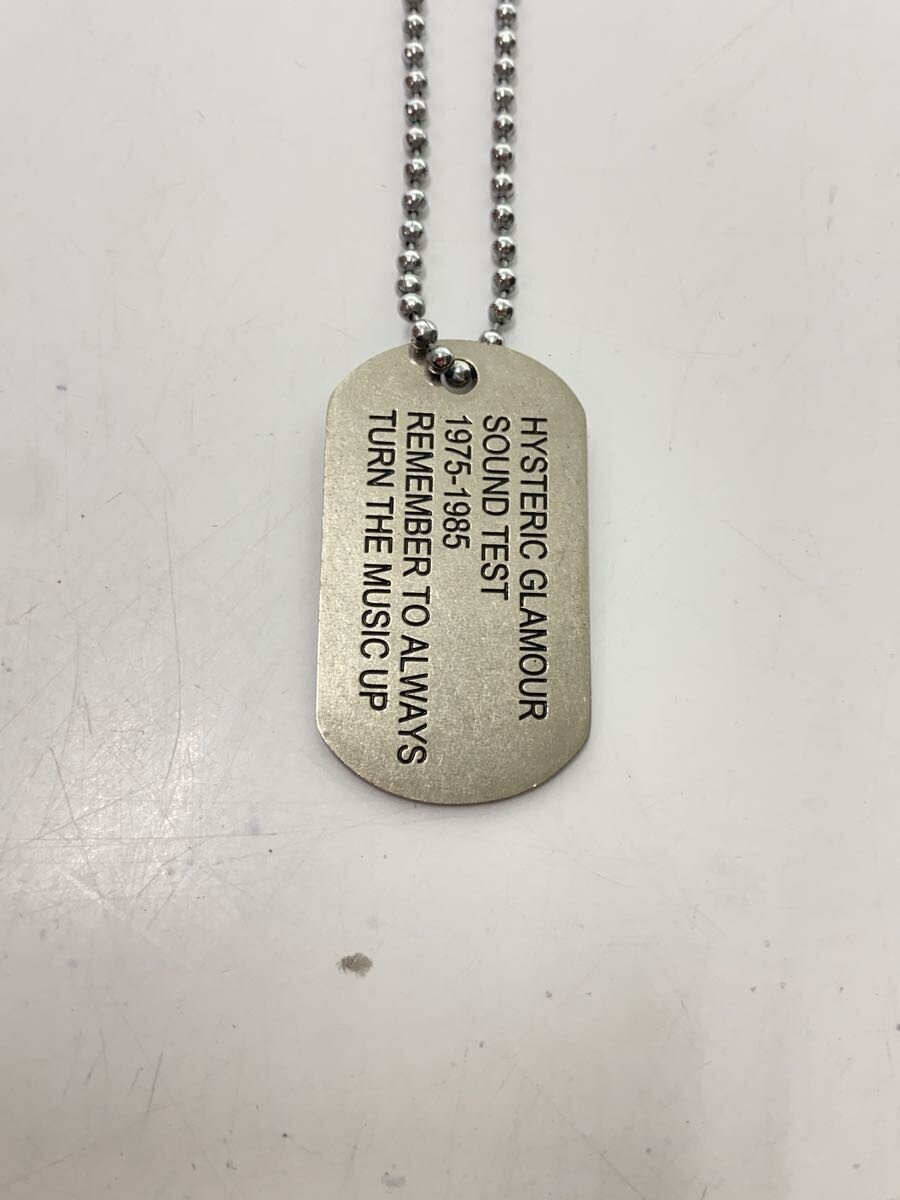 HYSTERIC GLAMOUR
SOUND TEST
1975-1985
REMEMBER TO ALWAYS
TURN THE MUSIC UP